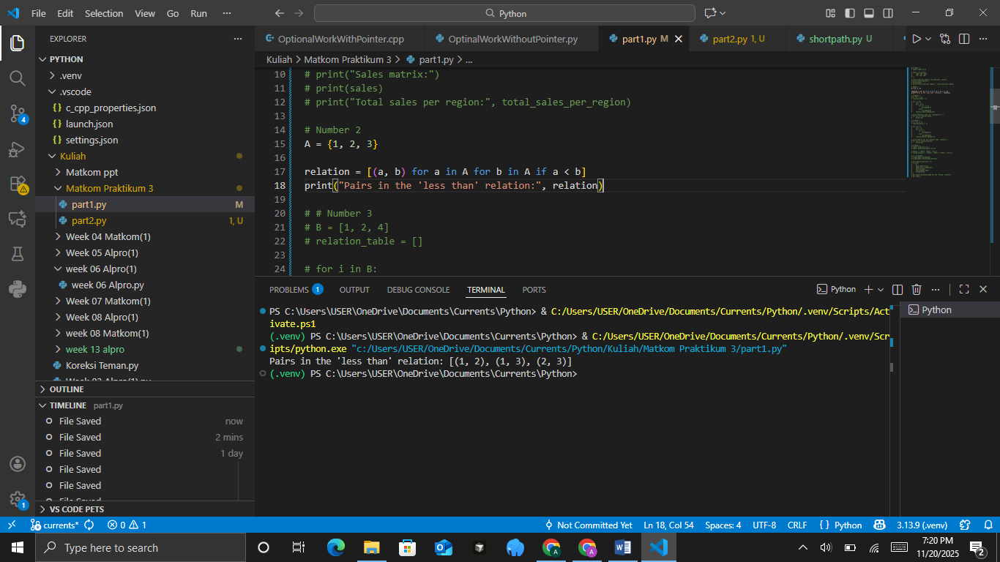 File Edit Selection View Go Run ···
Python
EXPLORER ···
PYTHON
.venv
.vscode
{} c_cpp_properties.json
{} launch.json
{} settings.json
Kuliah
Matkom ppt
Matkom Praktikum 3
part1.py M
part2.py 1, U
Week 04 Matkom(1)
Week 05 Alpro(1)
week 06 Alpro(1)
week 06 Alpro.py
Week 07 Matkom(1)
Week 08 Alpro(1)
week 08 Matkom(1)
week 13 alpro
Koreksi Teman.py
OUTLINE
TIMELINE part1.py
File Saved now
File Saved 2 mins
File Saved 1 day
File Saved
File Saved
VS CODE PETS
4
1
OptionalWorkWithPointer.cpp
OptinalWorkWithoutPointer.py
part1.py M
part2.py 1, U
shortpath.py U
Kuliah > Matkom Praktikum 3 > part1.py > ...
10 # print("Sales matrix:")
11 # print(sales)
12 # print("Total sales per region:", total_sales_per_region)
13
14 # Number 2
15 A = {1, 2, 3}
16
17 relation = [(a, b) for a in A for b in A if a < b]
18 print("Pairs in the 'less than' relation:", relation)
19
20 # # Number 3
21 # B = [1, 2, 4]
22 # relation_table = []
23
24 # for i in B:
PROBLEMS 1 OUTPUT DEBUG CONSOLE TERMINAL PORTS
Python
Python
PS C:\Users\USER\OneDrive\Documents\Currents\Python> & C:/Users/USER/OneDrive/Documents/Currents/Python/.venv/Scripts/Act
ivate.ps1
(.venv) PS C:\Users\USER\OneDrive\Documents\Currents\Python> & C:/Users/USER/OneDrive/Documents/Currents/Python/.venv/Scr
ipts/python.exe "c:/Users/USER/OneDrive/Documents/Currents/Python/Kuliah/Matkom Praktikum 3/part1.py"
Pairs in the 'less than' relation: [(1, 2), (1, 3), (2, 3)]
(.venv) PS C:\Users\USER\OneDrive\Documents\Currents\Python>
currents* 0 1
Not Committed Yet Ln 18, Col 54 Spaces: 4 UTF-8 CRLF {} Python 3.13.9 (.venv)
Type here to search
7:20 PM
11/20/2025
2